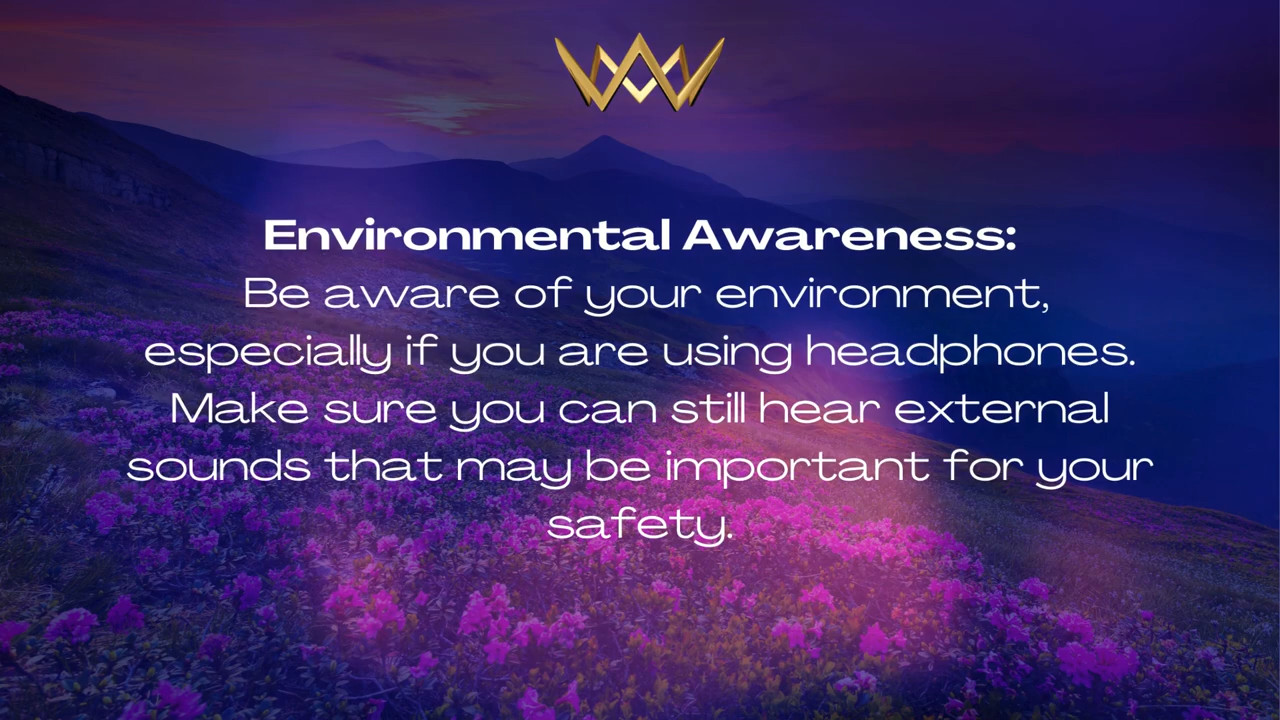 Environmental Awareness:
Be aware of your environment,
especially if you are using headphones.
Make sure you can still hear external
sounds that may be important for your
safety.